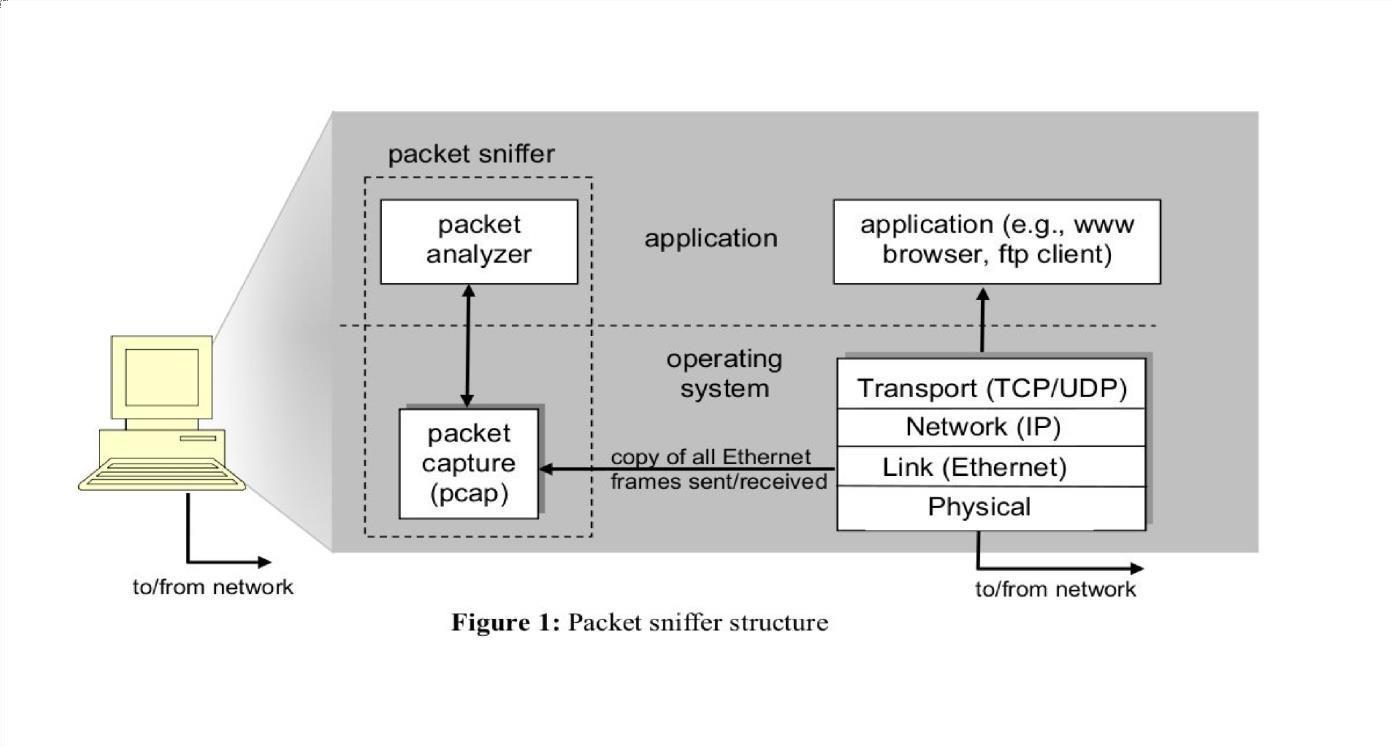 packet sniffer
packet
analyzer
application
application (e.g., www
browser, ftp client)
operating
system
packet
capture
(pcap)
copy of all Ethernet
frames sent/received
Transport (TCP/UDP)
Network (IP)
Link (Ethernet)
Physical
to/from network
to/from network
Figure 1: Packet sniffer structure